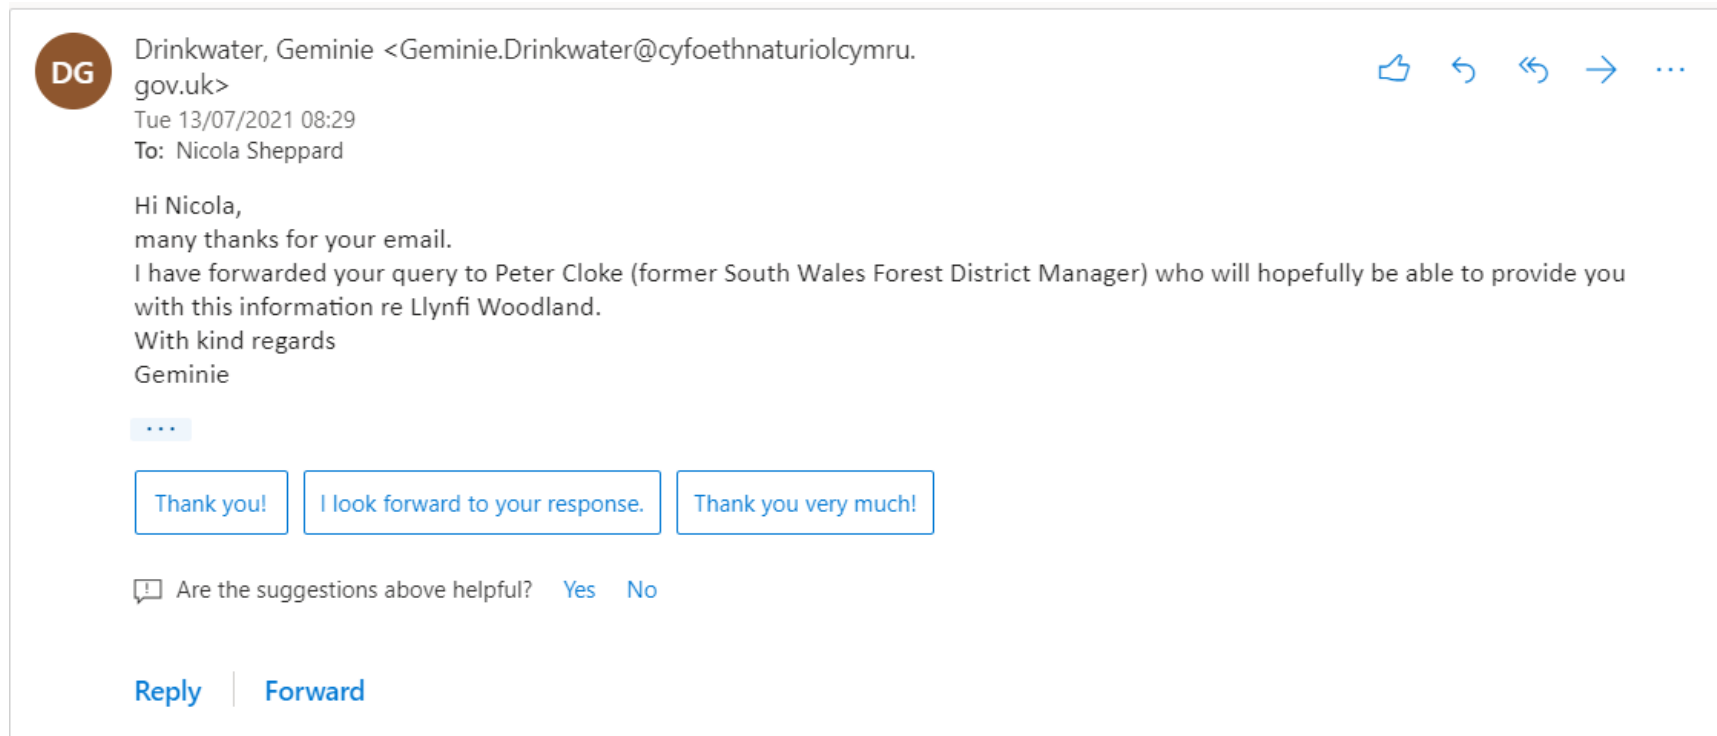 DG
Drinkwater, Geminie <Geminie.Drinkwater@cyfoethnaturiolcymru.
gov.uk>
Tue 13/07/2021 08:29
To: Nicola Sheppard
Hi Nicola,
many thanks for your email.
I have forwarded your query to Peter Cloke (former South Wales Forest District Manager) who will hopefully be able to provide you
with this information re Llynfi Woodland.
With kind regards
Geminie
...
Thank you! I look forward to your response. Thank you very much!
Are the suggestions above helpful? Yes No
Reply Forward